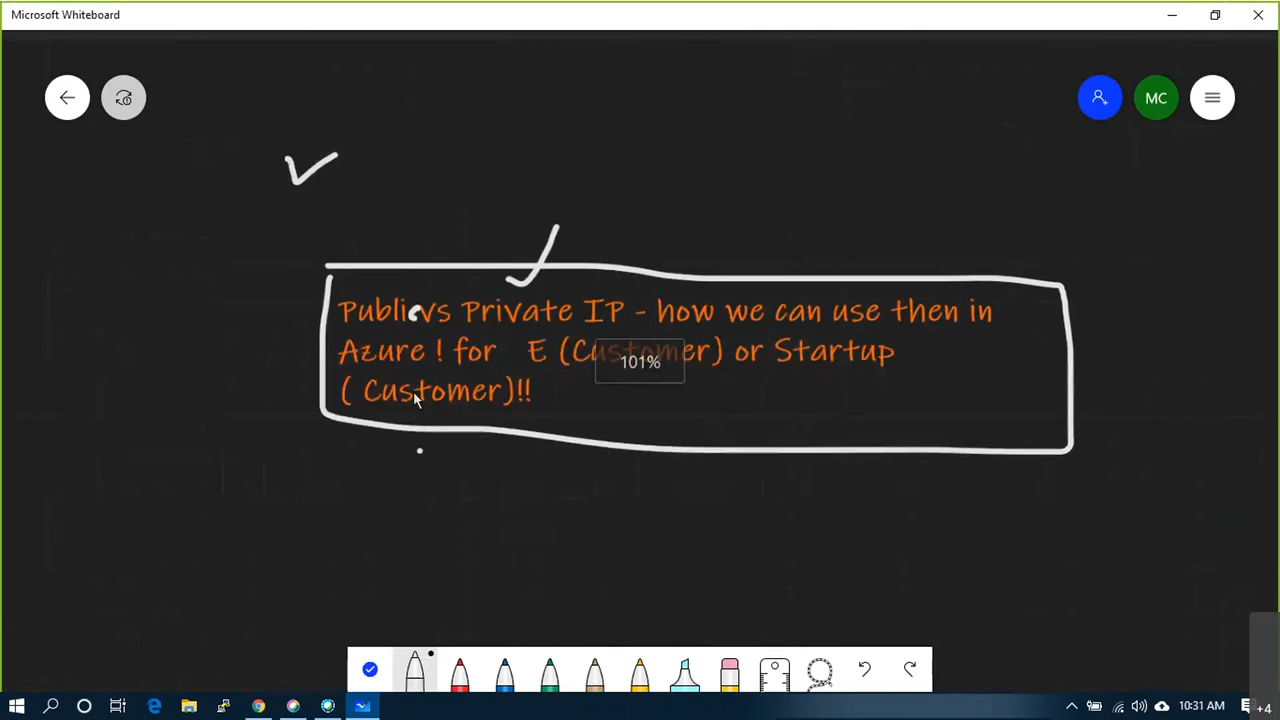 Microsoft Whiteboard
MC
Public vs Private IP - how we can use then in
Azure ! for E (Customer) or Startup
( Customer)!!
101%
10:31 AM
+4